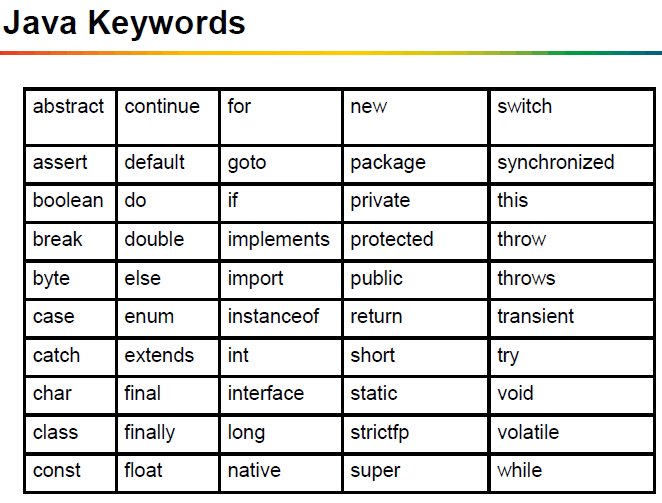 Java Keywords
abstract continue for new switch
assert default goto package synchronized
boolean do if private this
break double implements protected throw
byte else import public throws
case enum instanceof return transient
catch extends int short try
char final interface static void
class finally long strictfp volatile
const float native super while